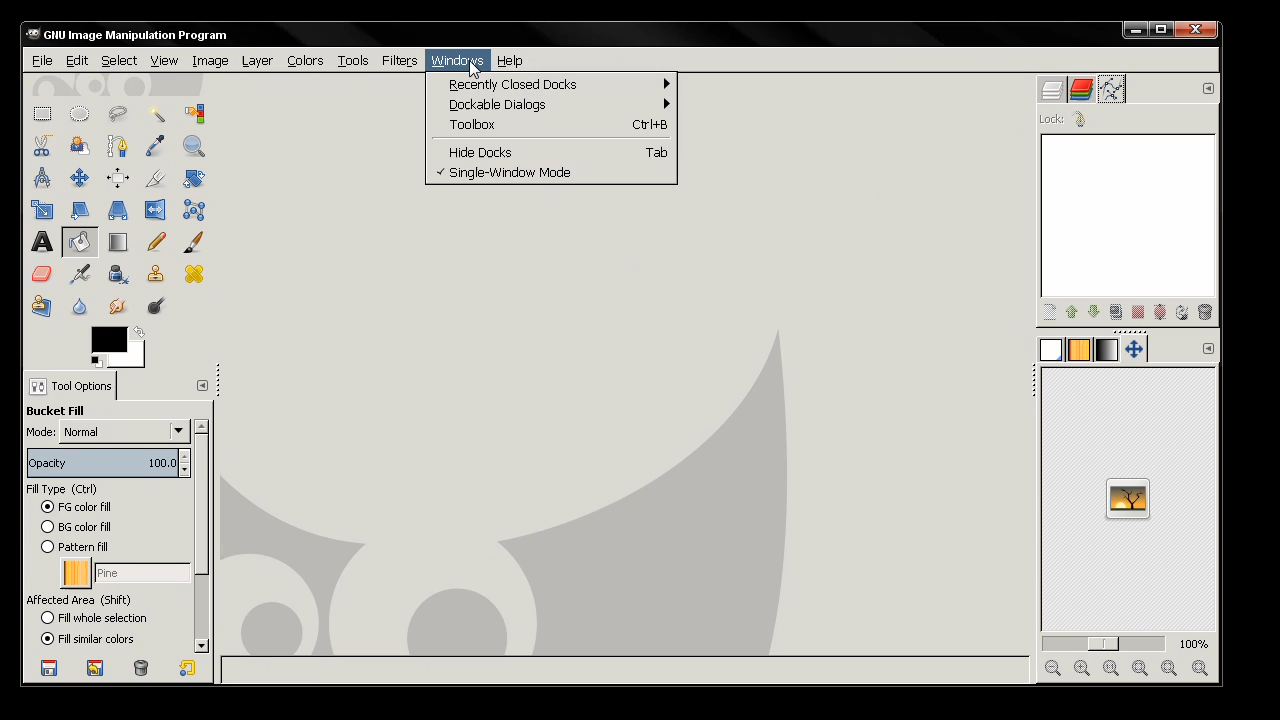 GNU Image Manipulation Program
File Edit Select View Image Layer Colors Tools Filters Windows Help
Recently Closed Docks
Dockable Dialogs
Toolbox Ctrl+B
Hide Docks Tab
Single-Window Mode
Lock:
Tool Options
Bucket Fill
Mode: Normal
Opacity 100.0
Fill Type (Ctrl)
FG color fill
BG color fill
Pattern fill
Pine
Affected Area (Shift)
Fill whole selection
Fill similar colors
100%